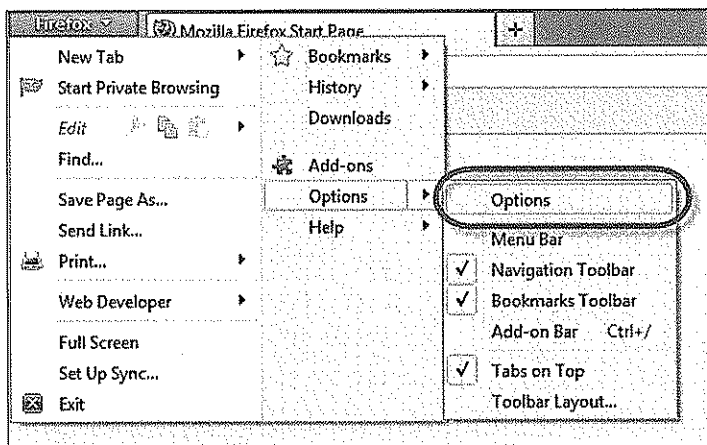 Firefox
Mozilla Firefox Start Page
New Tab
Start Private Browsing
Edit
Find...
Save Page As...
Send Link...
Print...
Web Developer
Full Screen
Set Up Sync...
Exit
Bookmarks
History
Downloads
Add-ons
Options
Help
Options
Menu Bar
Navigation Toolbar
Bookmarks Toolbar
Add-on Bar Ctrl+/
Tabs on Top
Toolbar Layout...